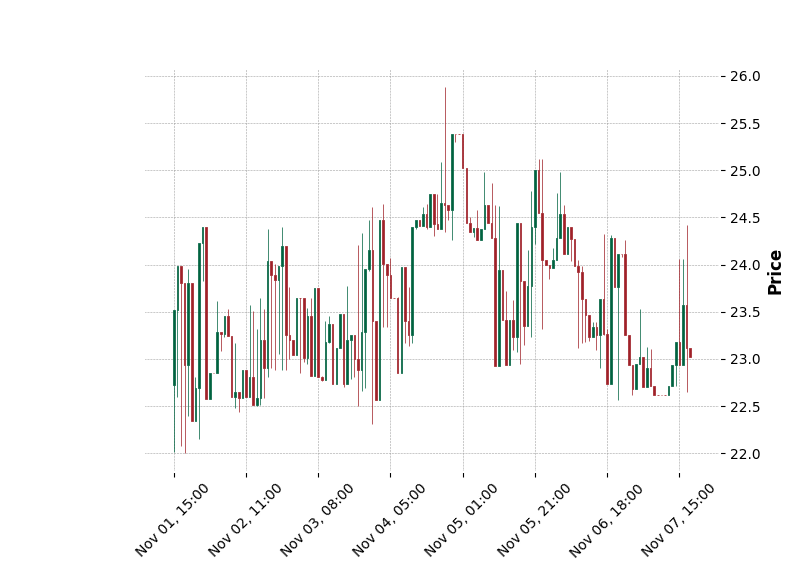 26.0
25.5
25.0
24.5
24.0
23.5
23.0
22.5
22.0
Price
Nov 01, 15:00
Nov 02, 11:00
Nov 03, 08:00
Nov 04, 05:00
Nov 05, 01:00
Nov 05, 21:00
Nov 06, 18:00
Nov 07, 15:00